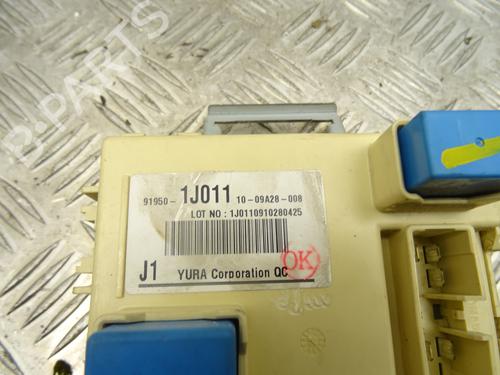 91950- 1J011 10-09A28-008
LOT NO : 1J0110910280425
J1 YURA Corporation QC
OK
B-PARTS